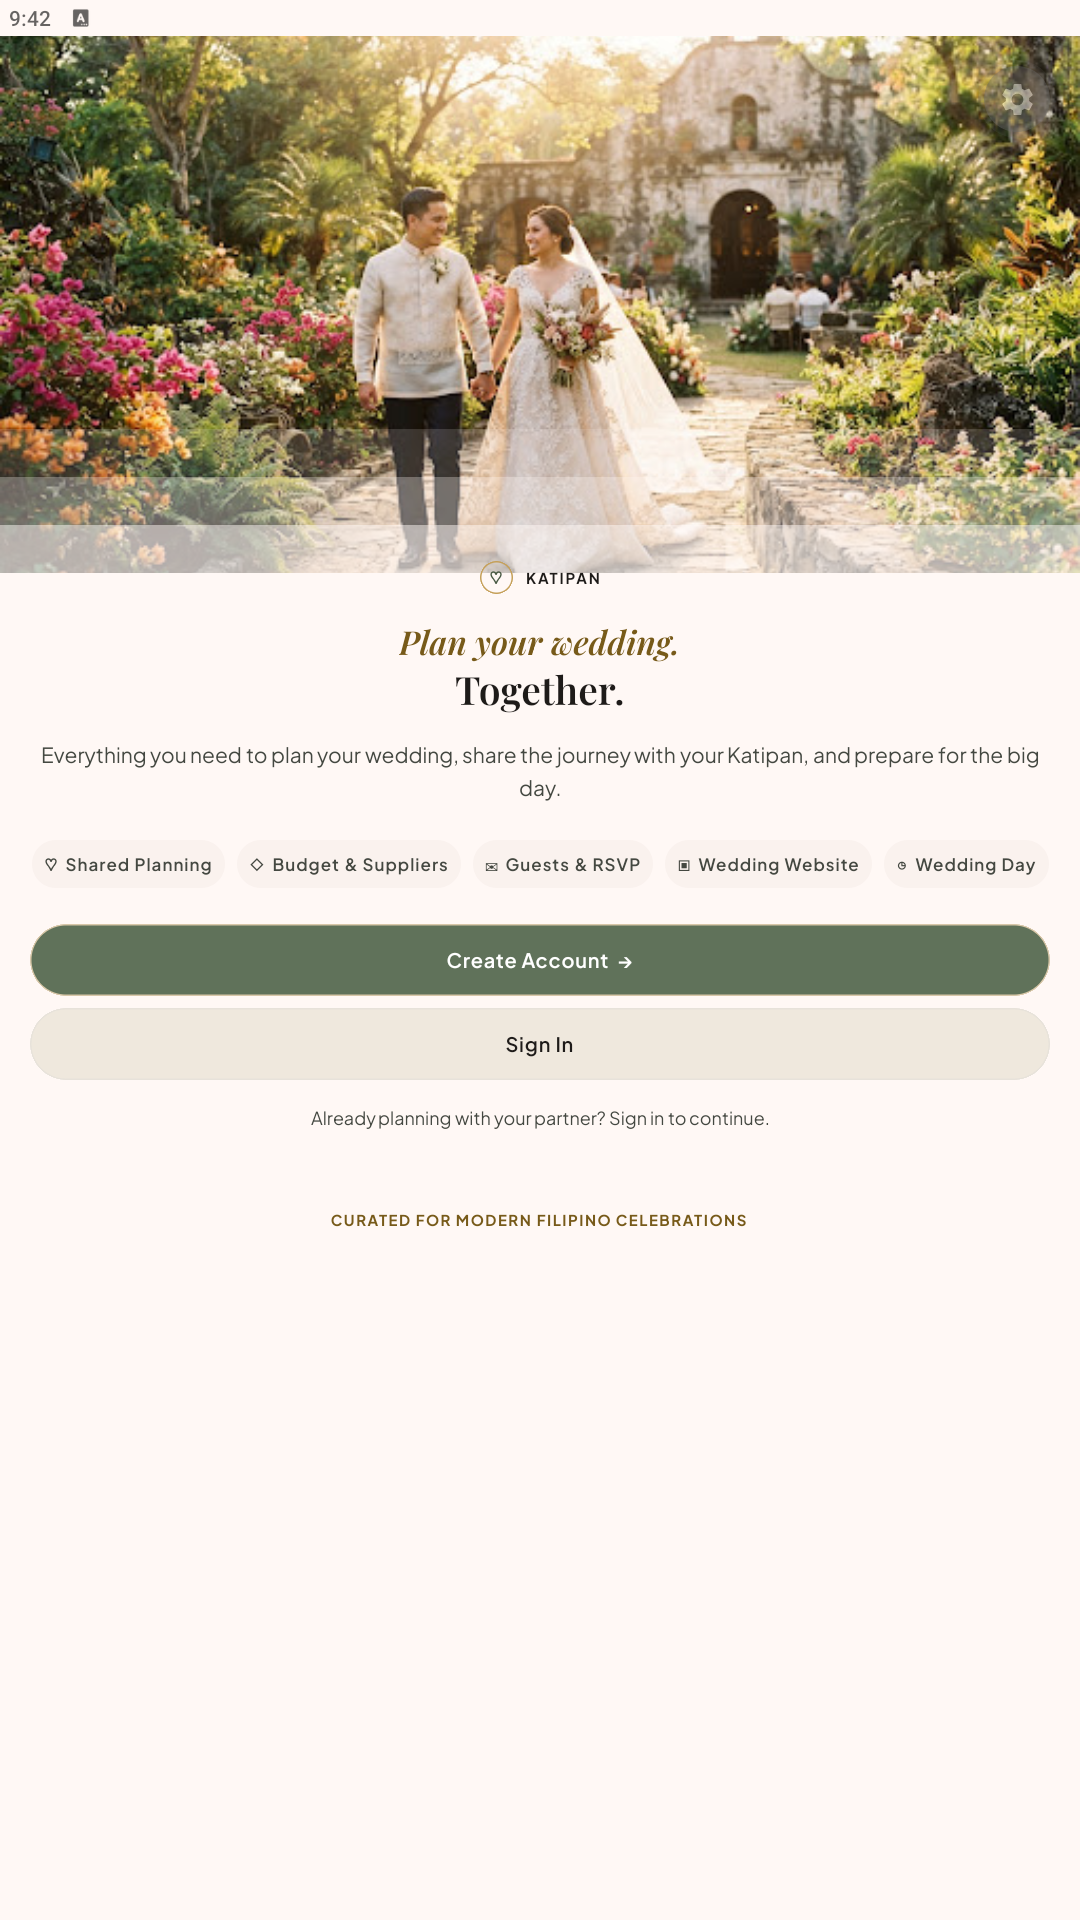 9:42
A
KATIPAN
Plan your wedding.
Together.
Everything you need to plan your wedding, share the journey with your Katipan, and prepare for the big
day.
♡ Shared Planning
◇ Budget & Suppliers
✉ Guests & RSVP
▣ Wedding Website
Wedding Day
Create Account →
Sign In
Already planning with your partner? Sign in to continue.
CURATED FOR MODERN FILIPINO CELEBRATIONS